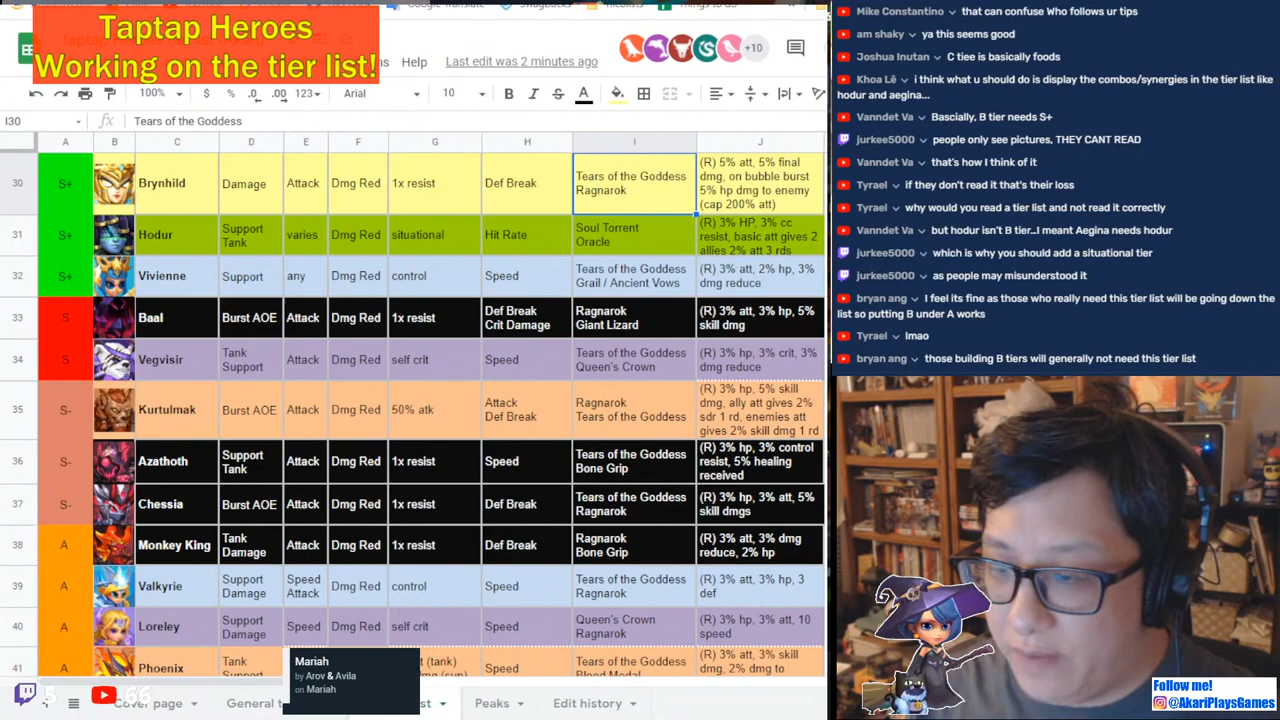 Taptap Heroes
Working on the tier list!
Google Translate
Swagbucks
Things to do
+10
ns Help Last edit was 2 minutes ago
100% $ % .0 .00 123 Arial 10 B I S A
I30 fx Tears of the Goddess
A B C D E F G H I J
30 S+ Brynhild Damage Attack Dmg Red 1x resist Def Break
Tears of the Goddess
Ragnarok
(R) 5% att, 5% final
dmg, on bubble burst
5% hp dmg to enemy
(cap 200% att)
31 S+ Hodur
Support
Tank
varies Dmg Red situational Hit Rate
Soul Torrent
Oracle
(R) 3% HP, 3% cc
resist, basic att gives 2
allies 2% att 3 rds
32 S+ Vivienne Support any Dmg Red control Speed
Tears of the Goddess
Grail / Ancient Vows
(R) 3% att, 2% hp, 3%
dmg reduce
33 S Baal Burst AOE Attack Dmg Red 1x resist
Def Break
Crit Damage
Ragnarok
Giant Lizard
(R) 3% att, 3% hp, 5%
skill dmg
34 S Vegvisir
Tank
Support
Attack Dmg Red self crit Speed
Tears of the Goddess
Queen's Crown
(R) 3% hp, 3% crit, 3%
dmg reduce
35 S- Kurtulmak Burst AOE Attack Dmg Red 50% atk
Attack
Def Break
Ragnarok
Tears of the Goddess
(R) 3% hp, 5% skill
dmg, ally att gives 2%
sdr 1 rd, enemies att
gives 2% skill dmg 1 rd
36 S- Azathoth
Support
Tank
Attack Dmg Red 1x resist Speed
Tears of the Goddess
Bone Grip
(R) 3% hp, 3% control
resist, 5% healing
received
37 S- Chessia Burst AOE Attack Dmg Red 1x resist Def Break
Tears of the Goddess
Ragnarok
(R) 3% hp, 3% att, 5%
skill dmgs
38 A Monkey King
Tank
Damage
Attack Dmg Red 1x resist Def Break
Ragnarok
Bone Grip
(R) 3% att, 3% dmg
reduce, 2% hp
39 A Valkyrie
Support
Damage
Speed
Attack
Dmg Red control Speed
Tears of the Goddess
Ragnarok
(R) 3% att, 3% hp, 3
def
40 A Loreley
Support
Damage
Speed Dmg Red self crit Speed
Queen's Crown
Ragnarok
(R) 3% hp, 3% att, 10
speed
41 A Phoenix
Tank
Support
t (tank)
dmg (sup)
Speed
Tears of the Goddess
Blood Medal
(R) 3% att, 3% skill
dmg, 2% dmg to
Mariah
by Arov & Avila
on Mariah
5 66
Cover page General t st Peaks Edit history
Mike Constantino that can confuse Who follows ur tips
am shaky ya this seems good
Joshua Inutan C tiee is basically foods
Khoa Lê i think what u should do is display the combos/synergies in the tier list like
hodur and aegina...
Vanndet Va Bascially, B tier needs S+
jurkee5000 people only see pictures, THEY CANT READ
Vanndet Va that's how I think of it
Tyrael if they don't read it that's their loss
Tyrael why would you read a tier list and not read it correctly
Vanndet Va but hodur isn't B tier...I meant Aegina needs hodur
jurkee5000 which is why you should add a situational tier
jurkee5000 as people may misunderstood it
bryan ang I feel its fine as those who really need this tier list will be going down the
list so putting B under A works
Tyrael lmao
bryan ang those building B tiers will generally not need this tier list
Follow me!
@AkariPlaysGames